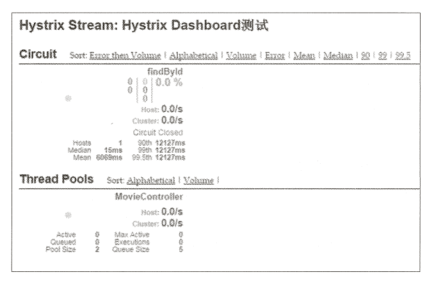 Hystrix Stream: Hystrix Dashboard测试
Circuit Sort: Error then Volume | Alphabetical | Volume | Error | Mean | Median | 90 | 99 | 99.5
findById
0 | 0 | 0.0 %
0 | 0
0
Host: 0.0/s
Cluster: 0.0/s
Circuit Closed
Hosts 1 90th 12127ms
Median 15ms 99th 12127ms
Mean 6069ms 99.5th 12127ms
Thread Pools Sort: Alphabetical | Volume |
MovieController
Host: 0.0/s
Cluster: 0.0/s
Active 0 Max Active 0
Queued 0 Executions 0
Pool Size 2 Queue Size 5